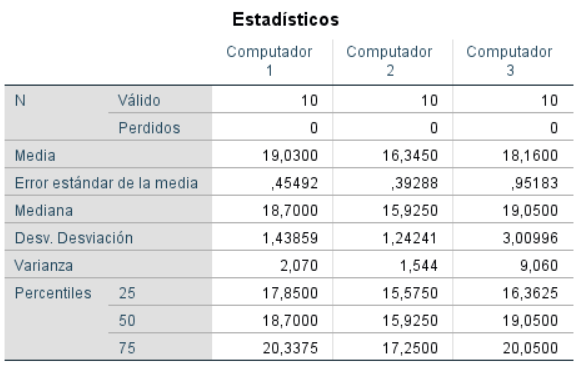 Estadísticos
Computador 1 Computador 2 Computador 3
N Válido 10 10 10
Perdidos 0 0 0
Media 19,0300 16,3450 18,1600
Error estándar de la media ,45492 ,39288 ,95183
Mediana 18,7000 15,9250 19,0500
Desv. Desviación 1,43859 1,24241 3,00996
Varianza 2,070 1,544 9,060
Percentiles 25 17,8500 15,5750 16,3625
50 18,7000 15,9250 19,0500
75 20,3375 17,2500 20,0500